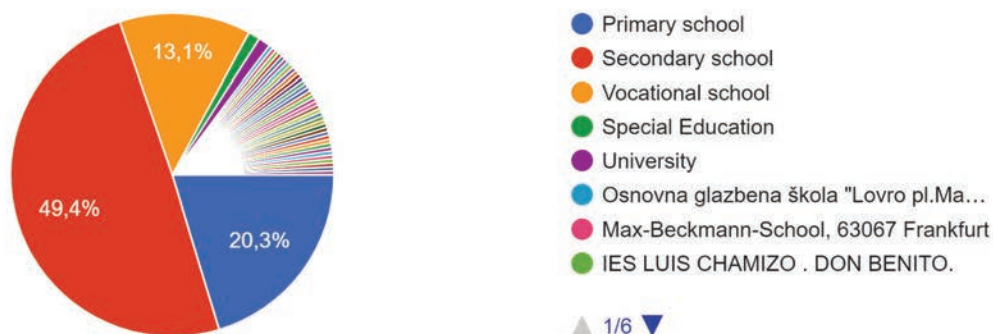 13,1%
49,4%
20,3%
Primary school
Secondary school
Vocational school
Special Education
University
Osnovna glazbena škola "Lovro pl.Ma…
Max-Beckmann-School, 63067 Frankfurt
IES LUIS CHAMIZO . DON BENITO.
1/6